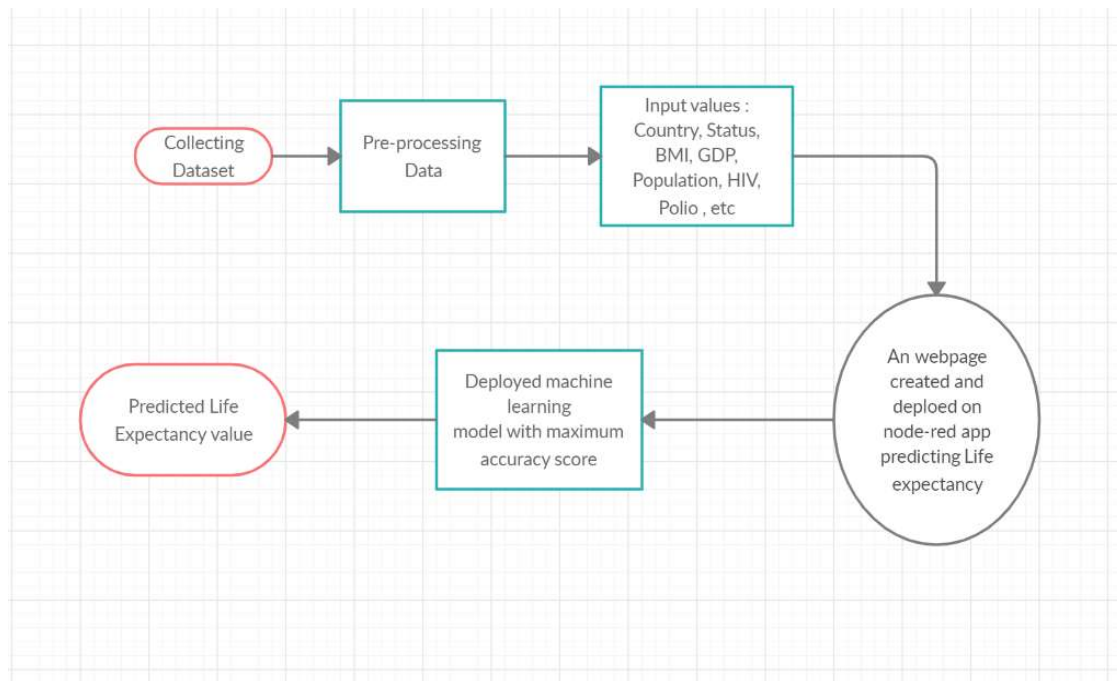 Collecting
Dataset
Pre-processing
Data
Input values :
Country, Status,
BMI, GDP,
Population, HIV,
Polio , etc
An webpage
created and
deploed on
node-red app
predicting Life
expectancy
Deployed machine
learning
model with maximum
accuracy score
Predicted Life
Expectancy value